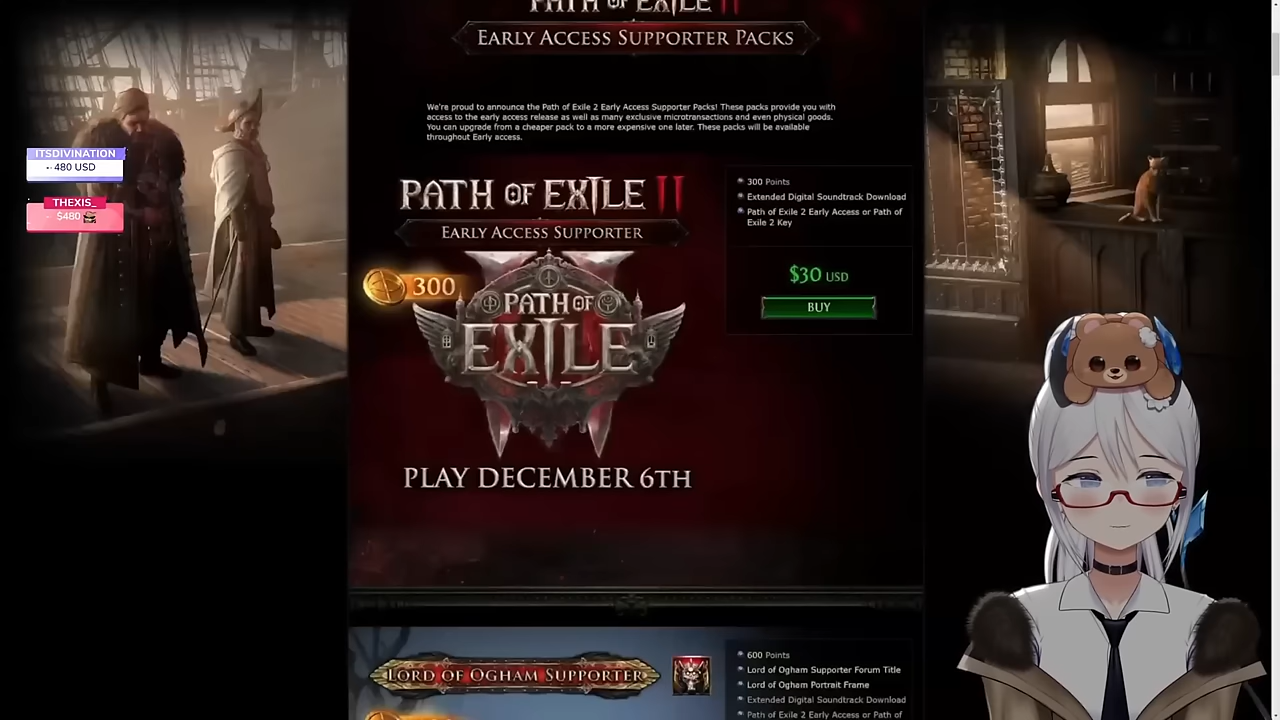 PATH OF EXILE II
EARLY ACCESS SUPPORTER PACKS
We're proud to announce the Path of Exile 2 Early Access Supporter Packs! These packs provide you with
access to the early access release as well as many exclusive microtransactions and even physical goods.
You can upgrade from a cheaper pack to a more expensive one later. These packs will be available
throughout Early access.
ITSDIVINATION
480 USD
THEXIS_
$480
PATH OF EXILE II
EARLY ACCESS SUPPORTER
300
PATH OF
EXILE
PLAY DECEMBER 6TH
300 Points
Extended Digital Soundtrack Download
Path of Exile 2 Early Access or Path of
Exile 2 Key
$30 USD
BUY
LORD OF OGHAM SUPPORTER
600 Points
Lord of Ogham Supporter Forum Title
Lord of Ogham Portrait Frame
Extended Digital Soundtrack Download
Path of Exile 2 Early Access or Path of